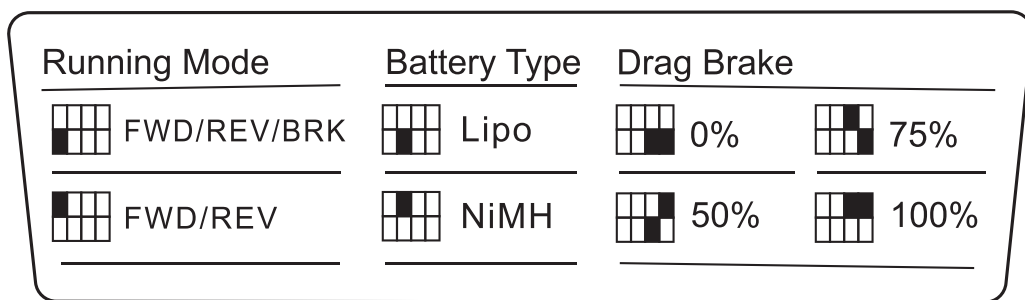 Running Mode Battery Type Drag Brake
FWD/REV/BRK Lipo 0% 75%
FWD/REV NiMH 50% 100%